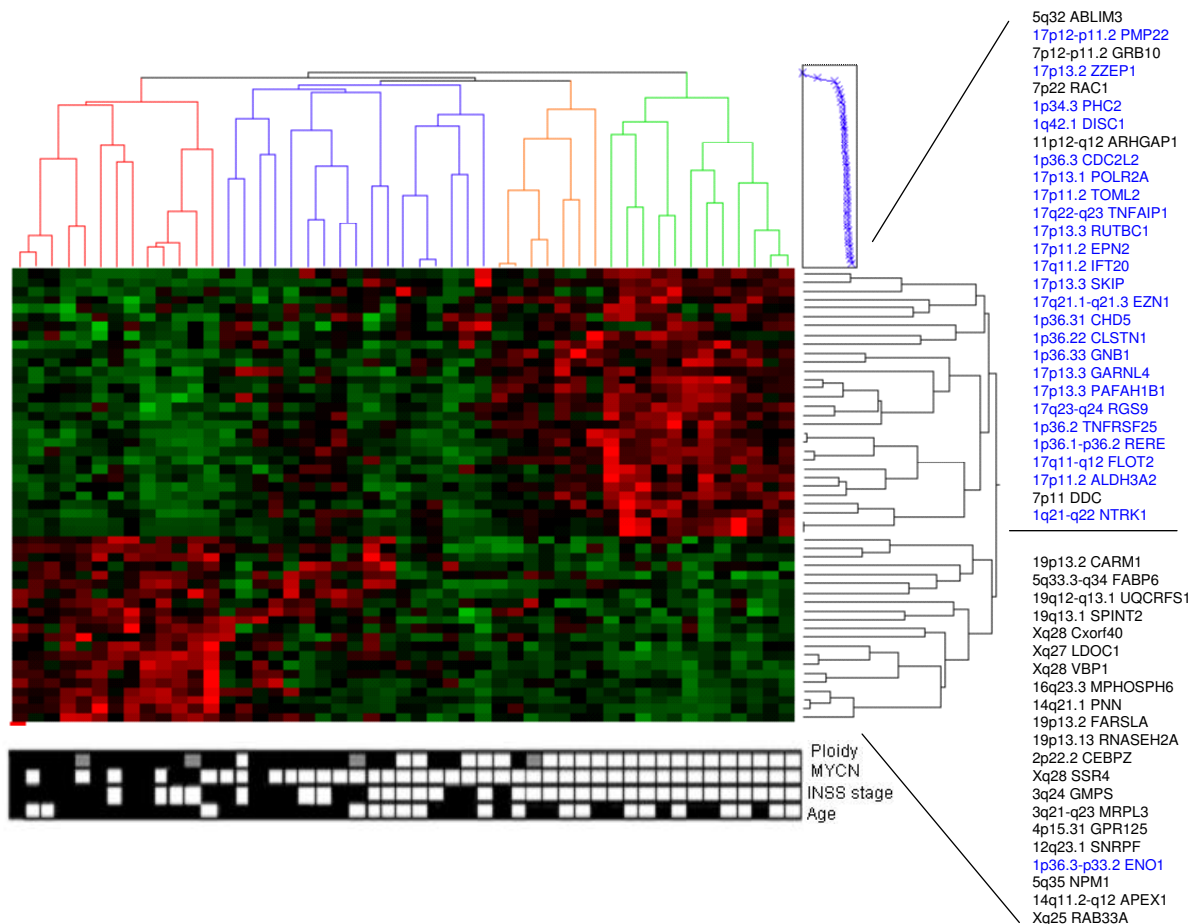 5q32 ABLIM3
17p12-p11.2 PMP22
7p12-p11.2 GRB10
17p13.2 ZZEP1
7p22 RAC1
1p34.3 PHC2
1q42.1 DISC1
11p12-q12 ARHGAP1
1p36.3 CDC2L2
17p13.1 POLR2A
17p11.2 TOML2
17q22-q23 TNFAIP1
17p13.3 RUTBC1
17p11.2 EPN2
17q11.2 IFT20
17p13.3 SKIP
17q21.1-q21.3 EZN1
1p36.31 CHD5
1p36.22 CLSTN1
1p36.33 GNB1
17p13.3 GARNL4
17p13.3 PAFAH1B1
17q23-q24 RGS9
1p36.2 TNFRSF25
1p36.1-p36.2 RERE
17q11-q12 FLOT2
17p11.2 ALDH3A2
7p11 DDC
1q21-q22 NTRK1
19p13.2 CARM1
5q33.3-q34 FABP6
19q12-q13.1 UQCRFS1
19q13.1 SPINT2
Xq28 Cxorf40
Xq27 LDOC1
Xq28 VBP1
16q23.3 MPHOSPH6
14q21.1 PNN
19p13.2 FARSLA
19p13.13 RNASEH2A
2p22.2 CEBPZ
Xq28 SSR4
3q24 GMPS
3q21-q23 MRPL3
4p15.31 GPR125
12q23.1 SNRPF
1p36.3-p33.2 ENO1
5q35 NPM1
14q11.2-q12 APEX1
Xq25 RAB33A
Ploidy
MYCN
INSS stage
Age